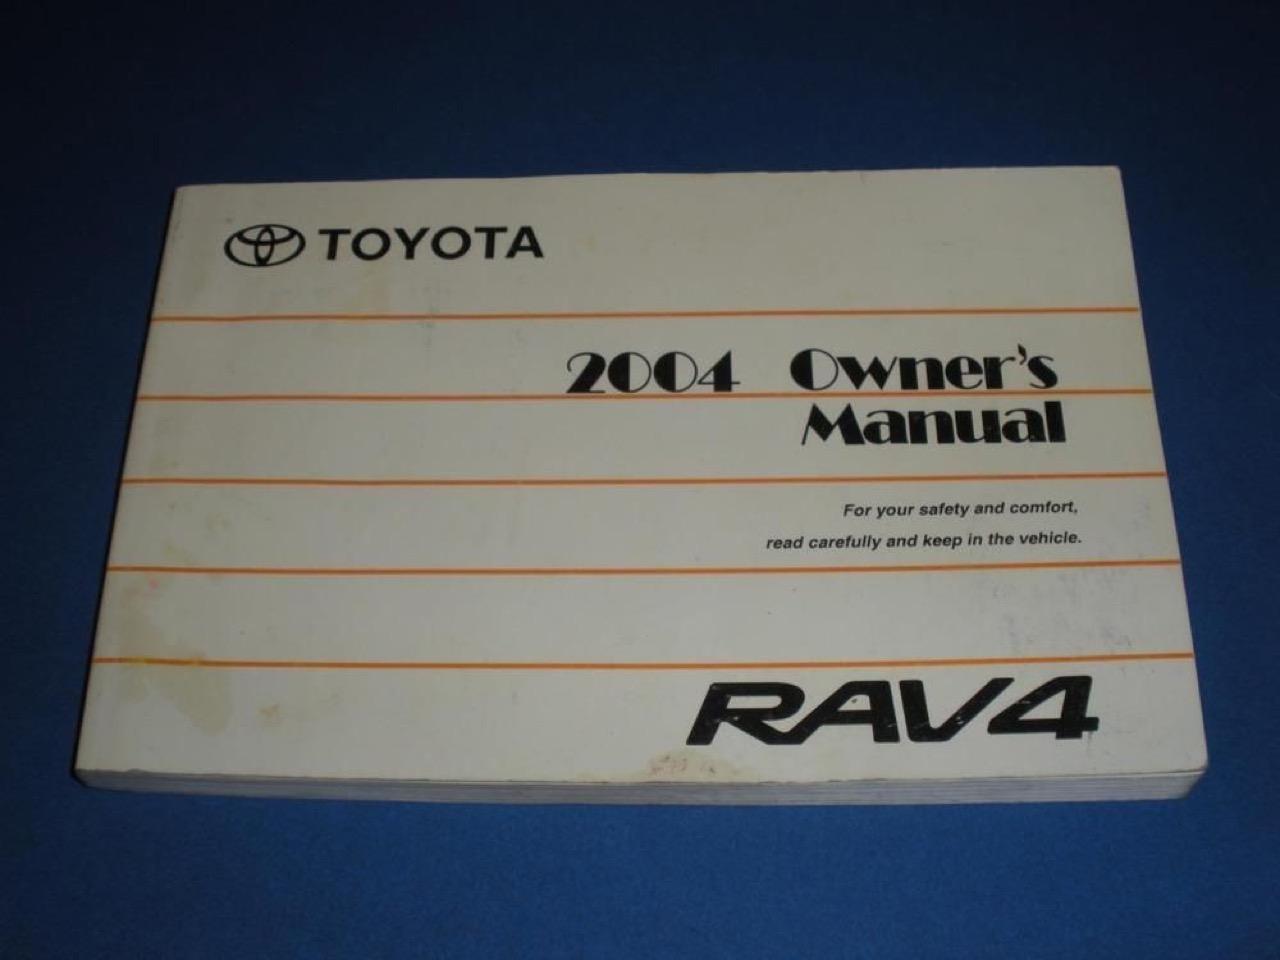 TOYOTA
2004 Owner's
Manual
For your safety and comfort,
read carefully and keep in the vehicle.
RAV4